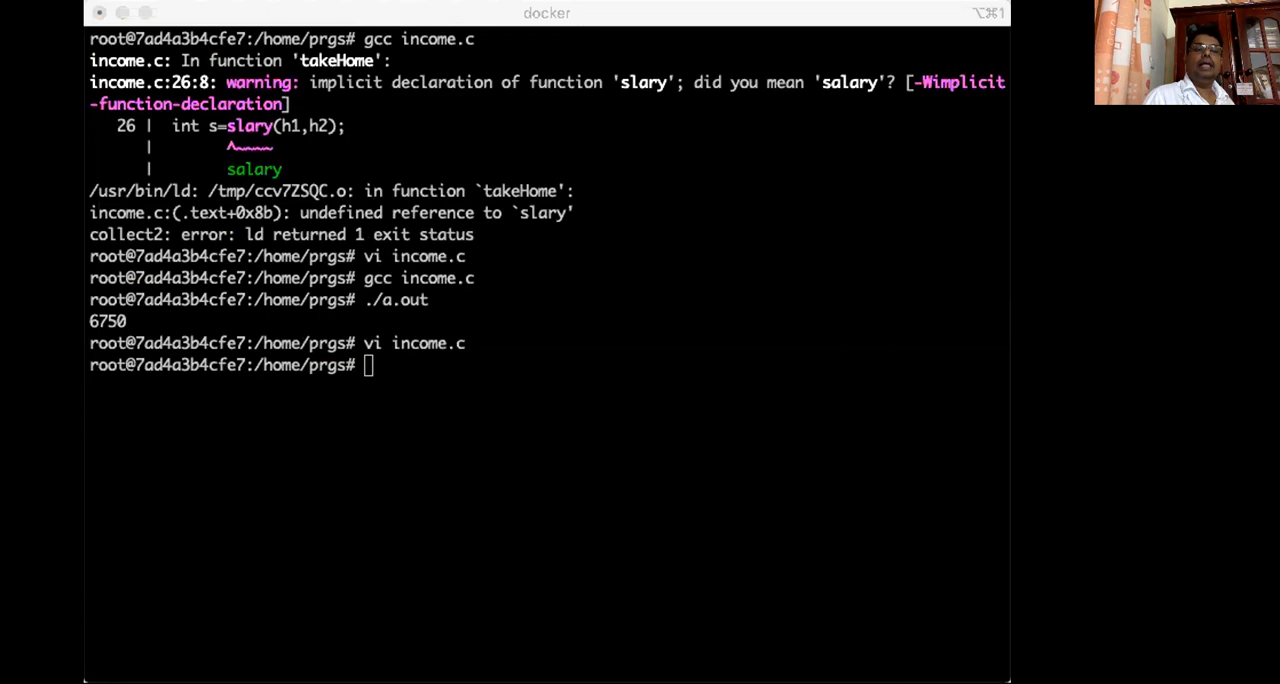 docker
⌥⌘1
root@7ad4a3b4cfe7:/home/prgs# gcc income.c
income.c: In function 'takeHome':
income.c:26:8: warning: implicit declaration of function 'slary'; did you mean 'salary'? [-Wimplicit
-function-declaration]
26 | int s=slary(h1,h2);
| ^~~~~
| salary
/usr/bin/ld: /tmp/ccv7ZSQC.o: in function `takeHome':
income.c:(.text+0x8b): undefined reference to `slary'
collect2: error: ld returned 1 exit status
root@7ad4a3b4cfe7:/home/prgs# vi income.c
root@7ad4a3b4cfe7:/home/prgs# gcc income.c
root@7ad4a3b4cfe7:/home/prgs# ./a.out
6750
root@7ad4a3b4cfe7:/home/prgs# vi income.c
root@7ad4a3b4cfe7:/home/prgs#